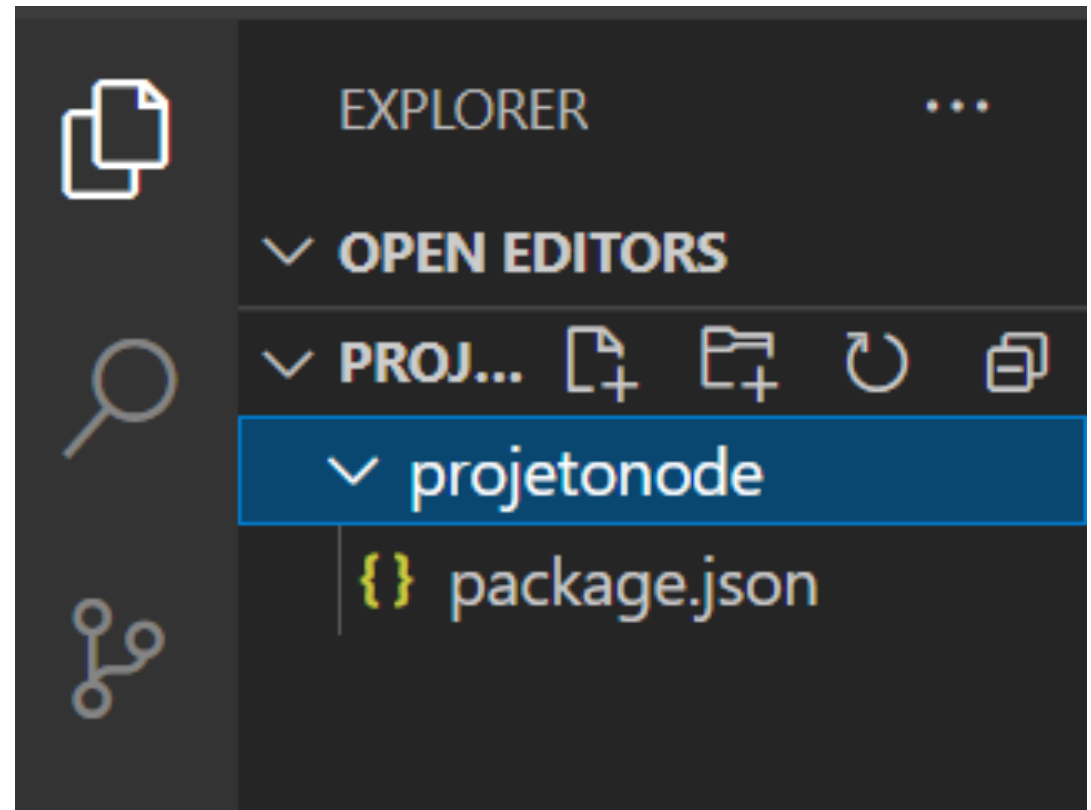 EXPLORER ...
OPEN EDITORS
PROJ...
projetonode
{} package.json